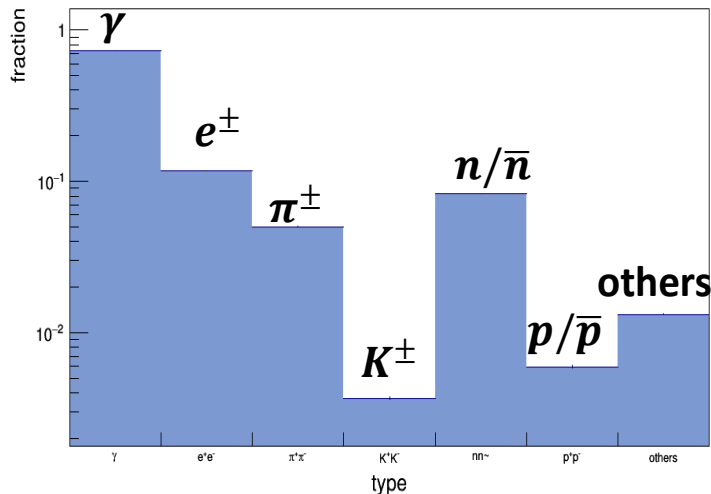 fraction
1
10⁻¹
10⁻²
γ
e±
π±
K±
n/n̅
p/p̅
others
γ
e⁺e⁻
π⁺π⁻
K⁺K⁻
nn~
p⁺p⁻
others
type